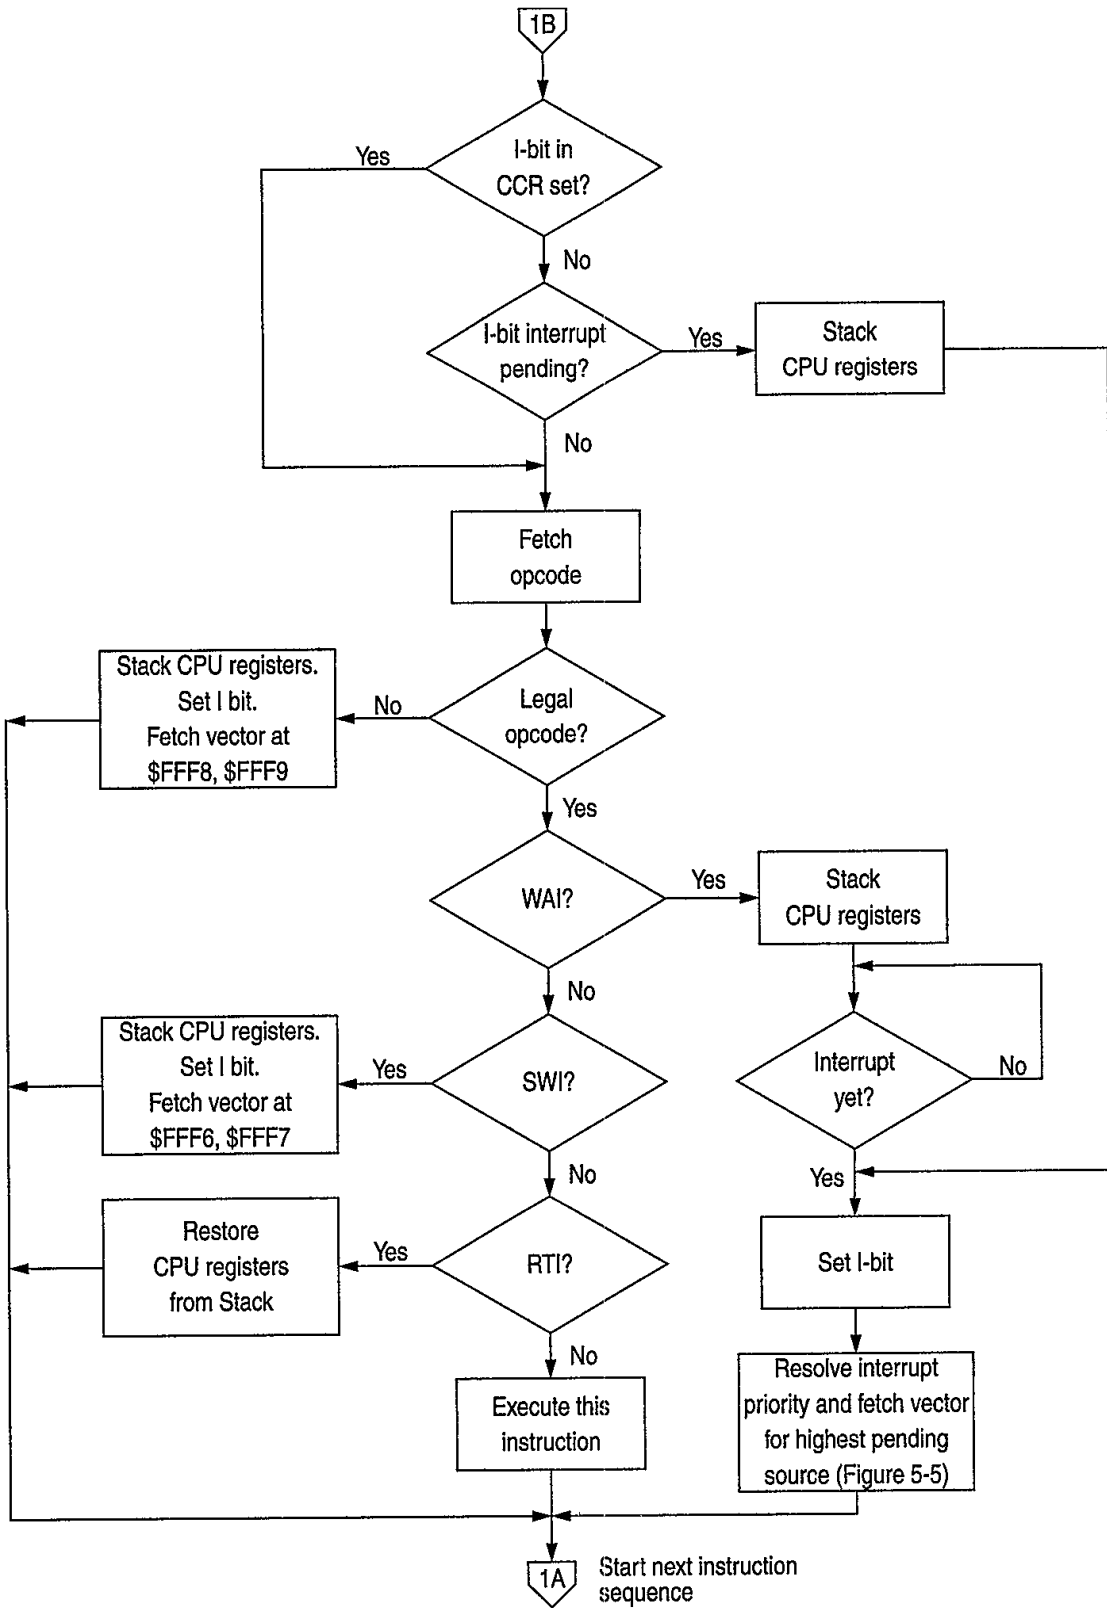 1B
I-bit in
CCR set?
Yes
No
I-bit interrupt
pending?
Yes
Stack
CPU registers
No
Fetch
opcode
Stack CPU registers.
Set I bit.
Fetch vector at
$FFF8, $FFF9
No
Legal
opcode?
Yes
WAI?
Yes
Stack
CPU registers
No
Stack CPU registers.
Set I bit.
Fetch vector at
$FFF6, $FFF7
Yes
SWI?
Interrupt
yet?
No
No
Yes
Restore
CPU registers
from Stack
Yes
RTI?
Set I-bit
No
Execute this
instruction
Resolve interrupt
priority and fetch vector
for highest pending
source (Figure 5-5)
1A
Start next instruction
sequence